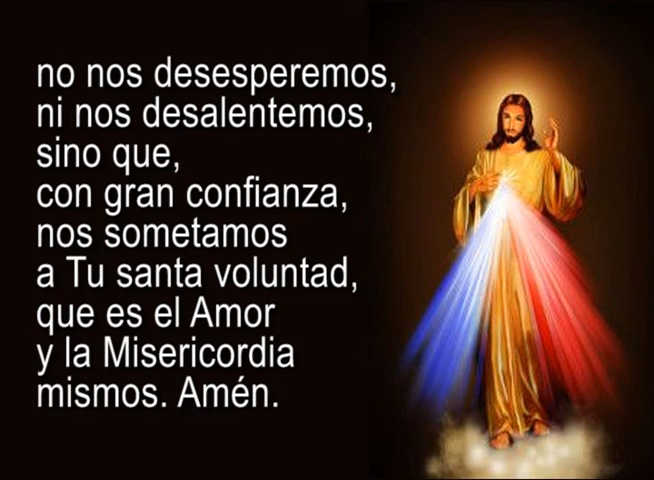 no nos desesperemos,
ni nos desalentemos,
sino que,
con gran confianza,
nos sometamos
a Tu santa voluntad,
que es el Amor
y la Misericordia
mismos. Amén.